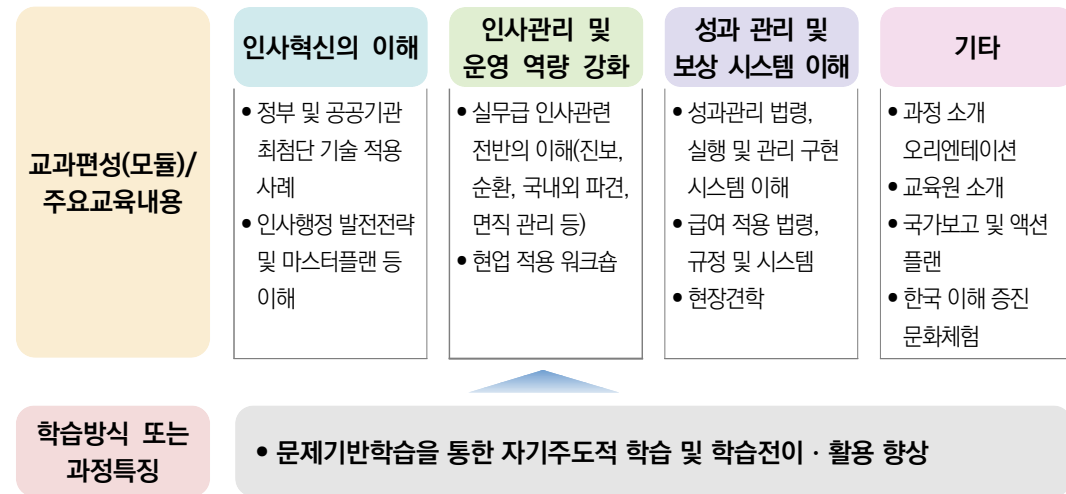 교과편성(모듈)/
주요교육내용
인사혁신의 이해
• 정부 및 공공기관
최첨단 기술 적용
사례
• 인사행정 발전전략
및 마스터플랜 등
이해
인사관리 및
운영 역량 강화
• 실무급 인사관련
전반의 이해(진보,
순환, 국내외 파견,
면직 관리 등)
• 현업 적용 워크숍
성과 관리 및
보상 시스템 이해
• 성과관리 법령,
실행 및 관리 구현
시스템 이해
• 급여 적용 법령,
규정 및 시스템
• 현장견학
기타
• 과정 소개
오리엔테이션
• 교육원 소개
• 국가보고 및 액션
플랜
• 한국 이해 증진
문화체험
학습방식 또는
과정특징
• 문제기반학습을 통한 자기주도적 학습 및 학습전이 · 활용 향상